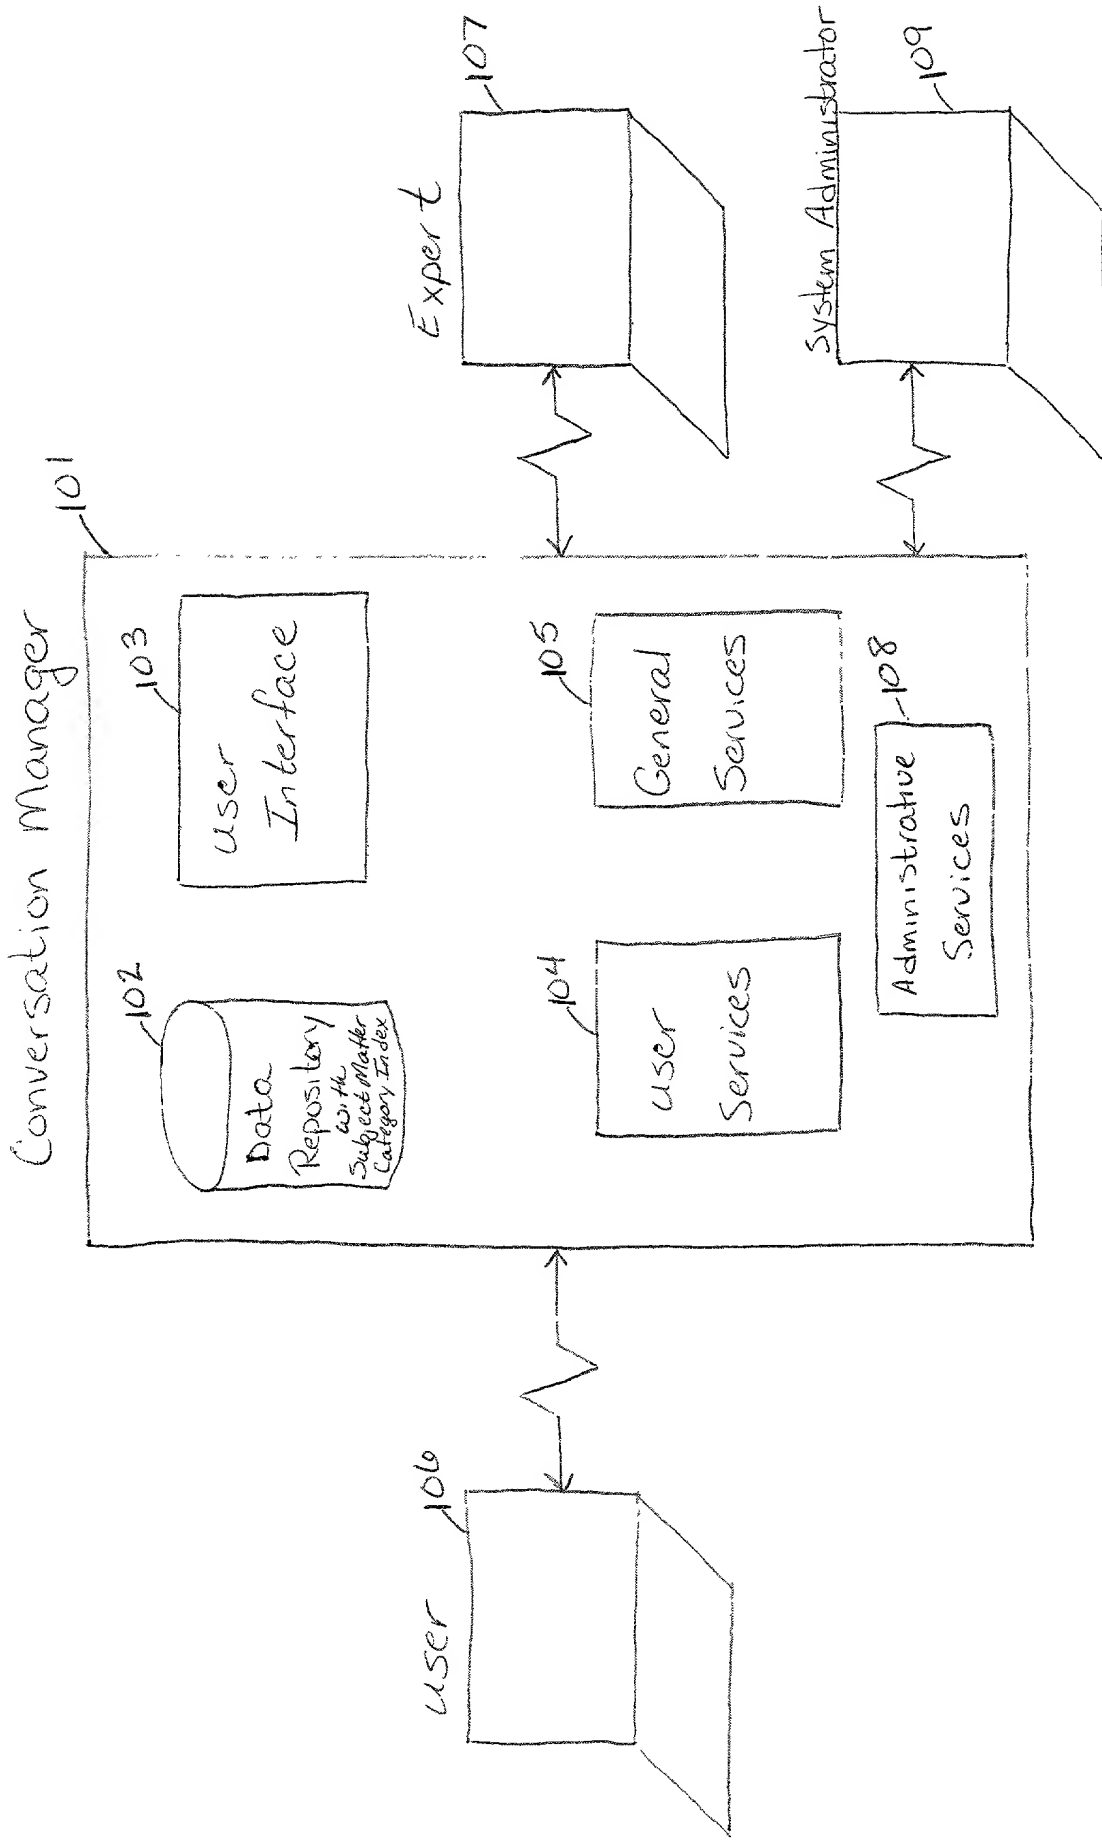 Conversation Manager
101
102
Data
Repository
with
Subject Matter
Category Index
103
User
Interface
User
106
104
User
Services
105
General
Services
Expert
107
Administrative
Services
108
System Administrator
109